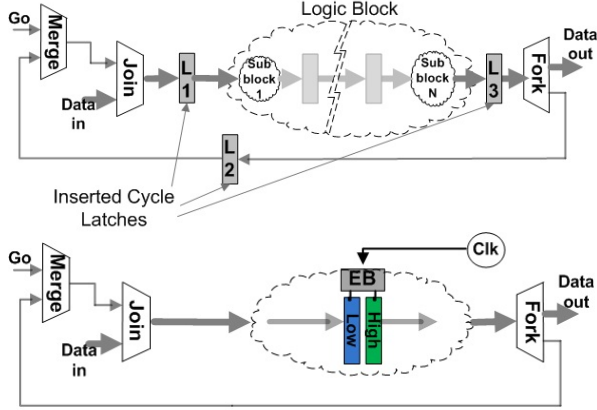 Logic Block
Go
Merge
Join
Data
in
L
1
Sub
block
1
Sub
block
N
L
3
Fork
Data
out
L
2
Inserted Cycle
Latches
Clk
Go
Merge
Join
Data
in
EB
Low
High
Fork
Data
out